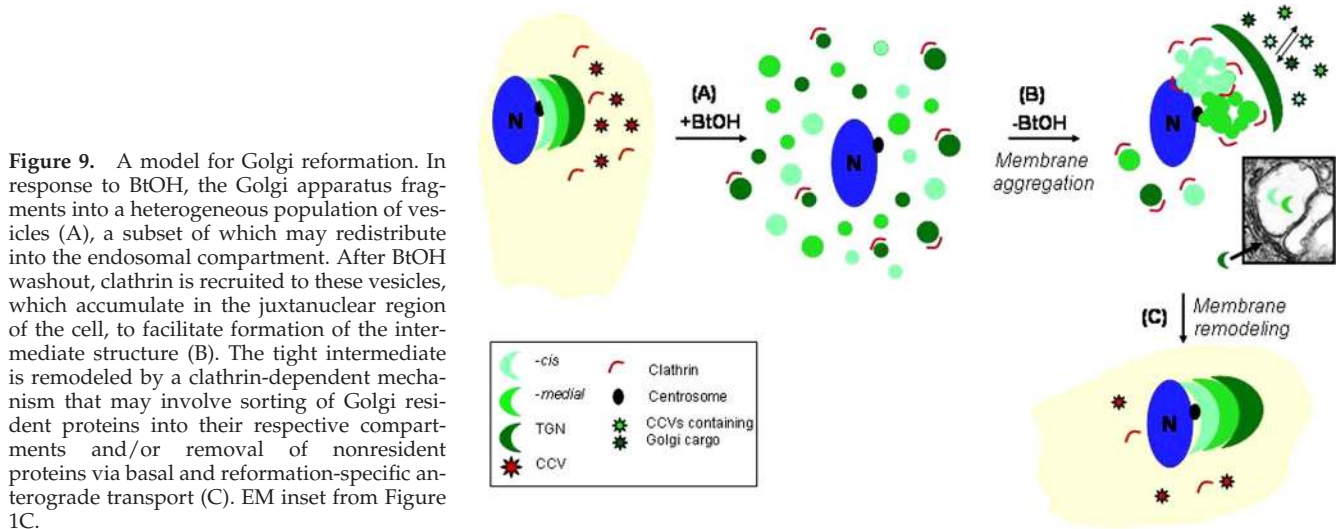 Figure 9. A model for Golgi reformation. In
response to BtOH, the Golgi apparatus frag-
ments into a heterogeneous population of ves-
icles (A), a subset of which may redistribute
into the endosomal compartment. After BtOH
washout, clathrin is recruited to these vesicles,
which accumulate in the juxtanuclear region
of the cell, to facilitate formation of the inter-
mediate structure (B). The tight intermediate
is remodeled by a clathrin-dependent mecha-
nism that may involve sorting of Golgi resi-
dent proteins into their respective compart-
ments and/or removal of nonresident
proteins via basal and reformation-specific an-
terograde transport (C). EM inset from Figure
1C.
N
(A)
+BtOH
N
(B)
-BtOH
Membrane
aggregation
N
(C)
Membrane
remodeling
N
-cis
-medial
TGN
CCV
Clathrin
Centrosome
CCVs containing
Golgi cargo